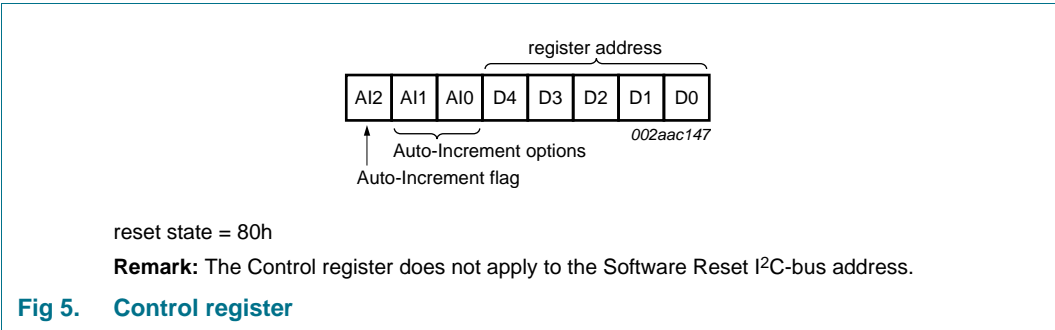 register address
AI2 AI1 AI0 D4 D3 D2 D1 D0
002aac147
Auto-Increment options
Auto-Increment flag
reset state = 80h
Remark: The Control register does not apply to the Software Reset I²C-bus address.
Fig 5. Control register